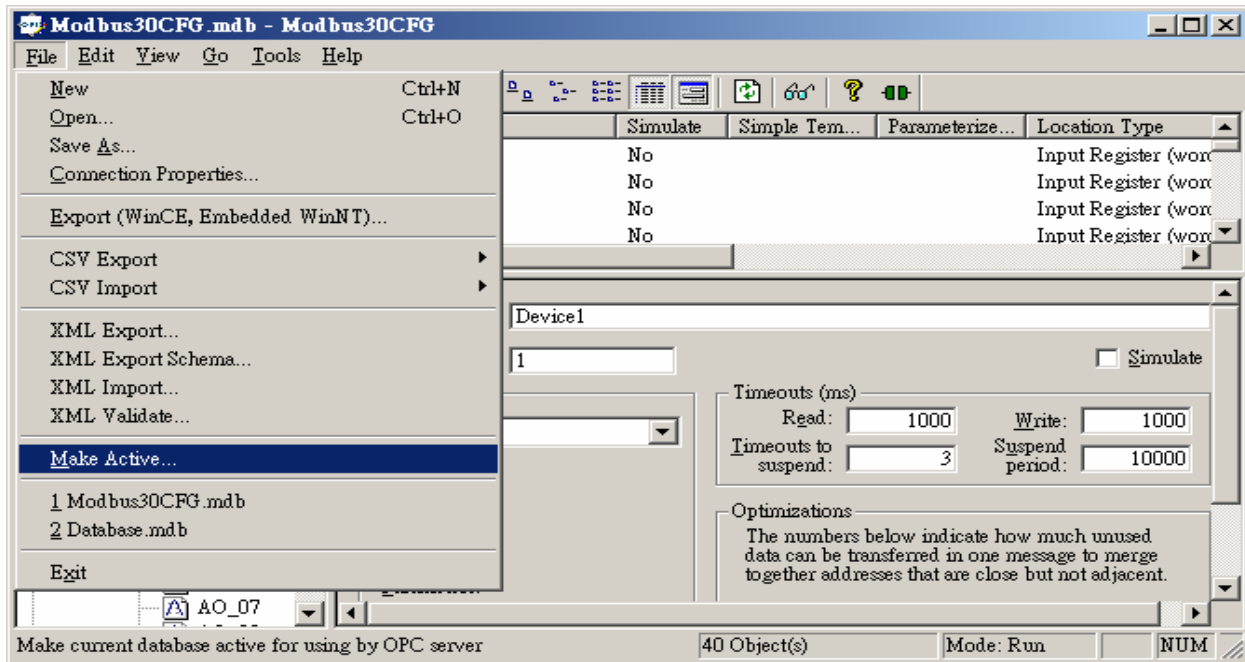 Modbus30CFG.mdb - Modbus30CFG
File Edit View Go Tools Help
New Ctrl+N
Open... Ctrl+O
Save As...
Connection Properties...
Export (WinCE, Embedded WinNT)...
CSV Export
CSV Import
XML Export...
XML Export Schema...
XML Import...
XML Validate...
Make Active...
1 Modbus30CFG.mdb
2 Database.mdb
Exit
Simulate Simple Tem... Parameterize... Location Type
No Input Register (word
No Input Register (word
No Input Register (word
No Input Register (word
Device1
1 Simulate
Timeouts (ms)
Read: 1000 Write: 1000
Timeouts to suspend: 3 Suspend period: 10000
Optimizations
The numbers below indicate how much unused
data can be transferred in one message to merge
together addresses that are close but not adjacent.
AO_07
Make current database active for using by OPC server 40 Object(s) Mode: Run NUM